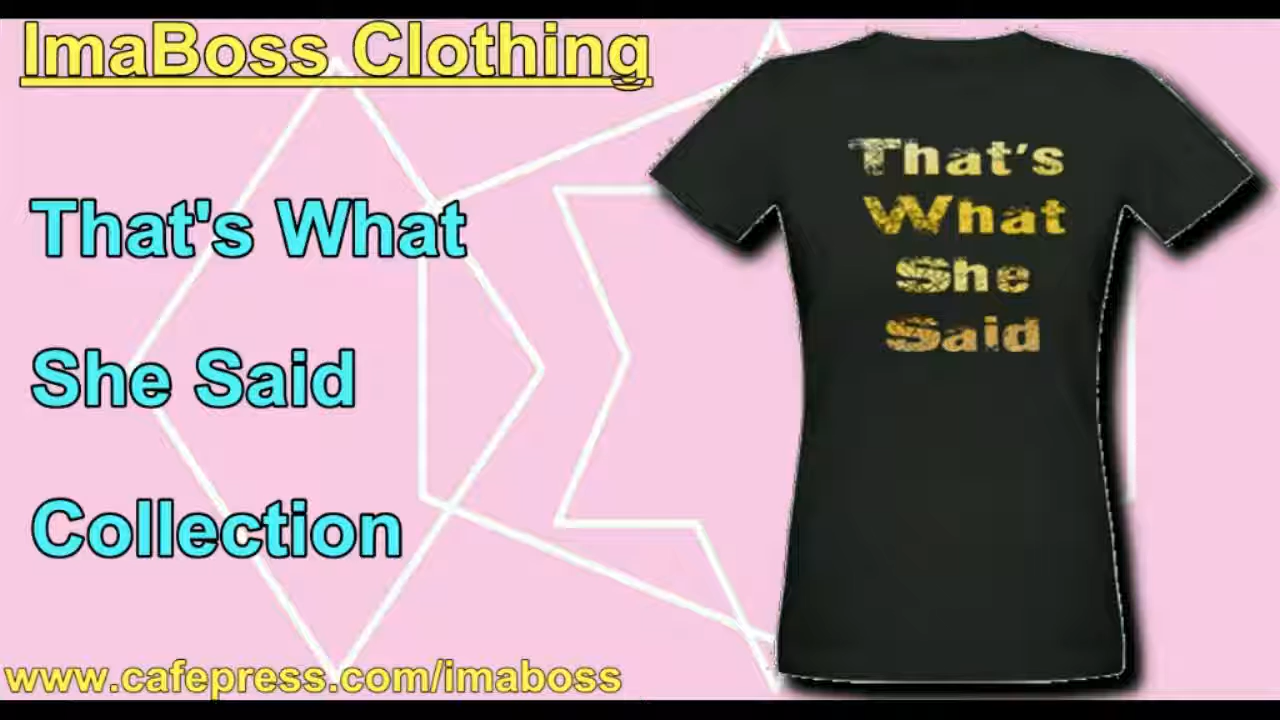 ImaBoss Clothing
That's What
She Said
Collection
www.cafepress.com/imaboss
That's
What
She
Said